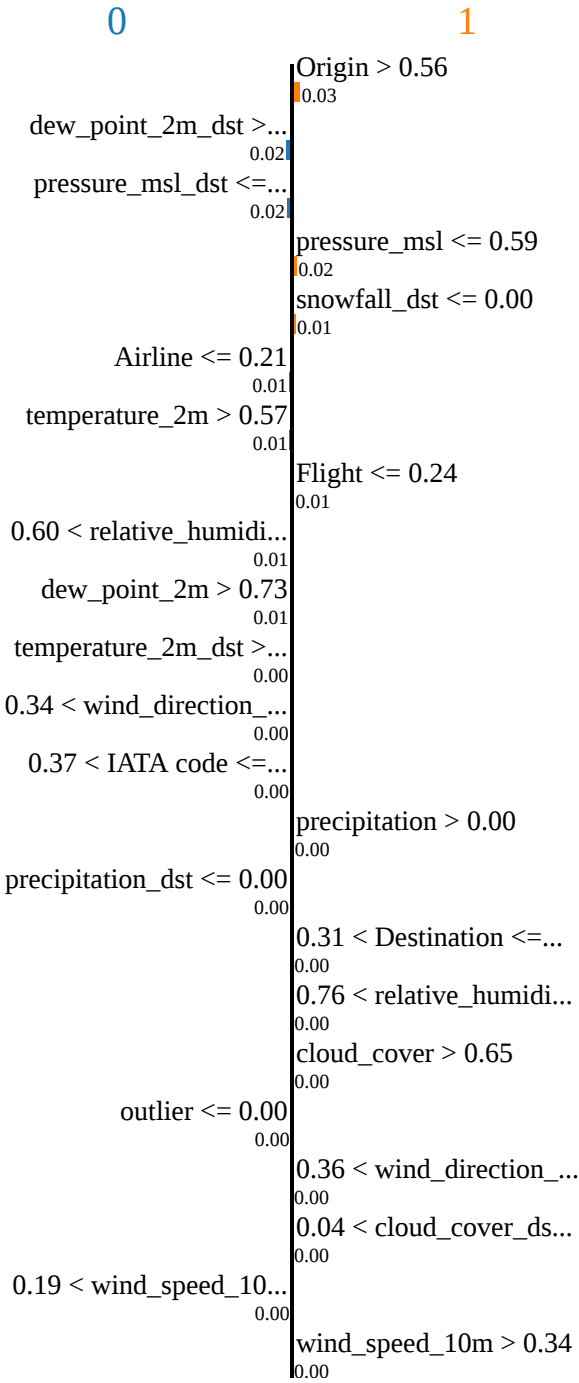 0 1
Origin > 0.56
0.03
dew_point_2m_dst >...
0.02
pressure_msl_dst <=...
0.02
pressure_msl <= 0.59
0.02
snowfall_dst <= 0.00
0.01
Airline <= 0.21
0.01
temperature_2m > 0.57
0.01
Flight <= 0.24
0.01
0.60 < relative_humidi...
0.01
dew_point_2m > 0.73
0.01
temperature_2m_dst >...
0.00
0.34 < wind_direction_...
0.00
0.37 < IATA code <=...
0.00
precipitation > 0.00
0.00
precipitation_dst <= 0.00
0.00
0.31 < Destination <=...
0.00
0.76 < relative_humidi...
0.00
cloud_cover > 0.65
0.00
outlier <= 0.00
0.00
0.36 < wind_direction_...
0.00
0.04 < cloud_cover_ds...
0.00
0.19 < wind_speed_10...
0.00
wind_speed_10m > 0.34
0.00